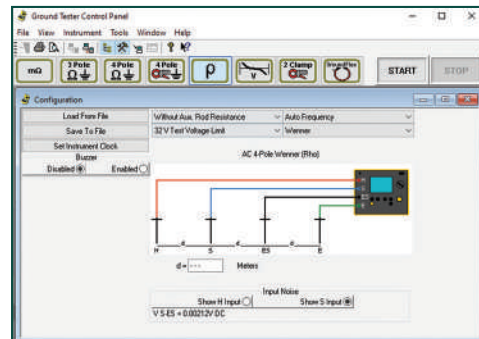 Ground Tester Control Panel
File View Instrument Tools Window Help
mΩ
3 Pole
Ω
4 Pole
Ω
4 Pole
Ω
ρ
V
2 Clamp
GroundFlex
START
STOP
Configuration
Load From File
Without Aux. Rod Resistance
Auto Frequency
Save To File
32 V Test Voltage Limit
Wenner
Set Instrument Clock
Buzzer
Disabled Enabled
AC 4-Pole Wenner (Rho)
H d S d ES d E
d = --- Meters
Input Noise
Show H Input Show S Input
V S-ES = 0.00212V DC